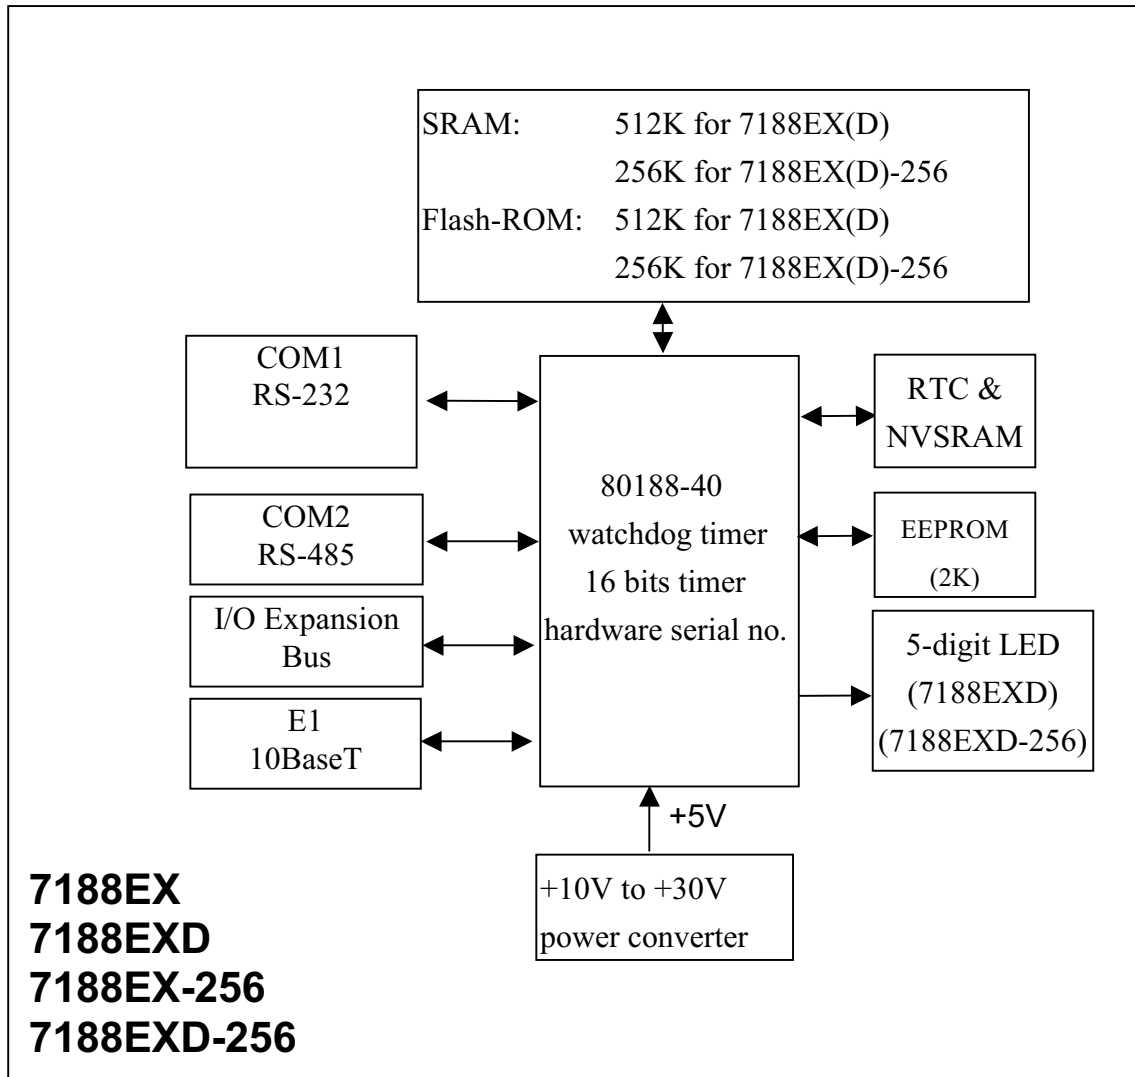 SRAM: 512K for 7188EX(D)
256K for 7188EX(D)-256
Flash-ROM: 512K for 7188EX(D)
256K for 7188EX(D)-256
COM1
RS-232
COM2
RS-485
I/O Expansion
Bus
E1
10BaseT
80188-40
watchdog timer
16 bits timer
hardware serial no.
RTC &
NVSRAM
EEPROM
(2K)
5-digit LED
(7188EXD)
(7188EXD-256)
+5V
+10V to +30V
power converter
7188EX
7188EXD
7188EX-256
7188EXD-256